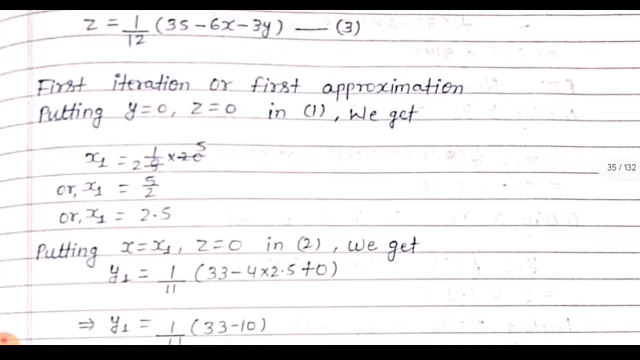 z = 1/12 (35 - 6x - 3y) — (3)
First iteration or first approximation
Putting y=0, z=0 in (1), we get
x₁ = 1/8 × 20 5 2
or, x₁ = 5/2
or, x₁ = 2.5
35 / 132
Putting x=x₁, z=0 in (2), we get
y₁ = 1/11 (33 - 4×2.5 + 0)
⇒ y₁ = 1/11 (33 - 10)